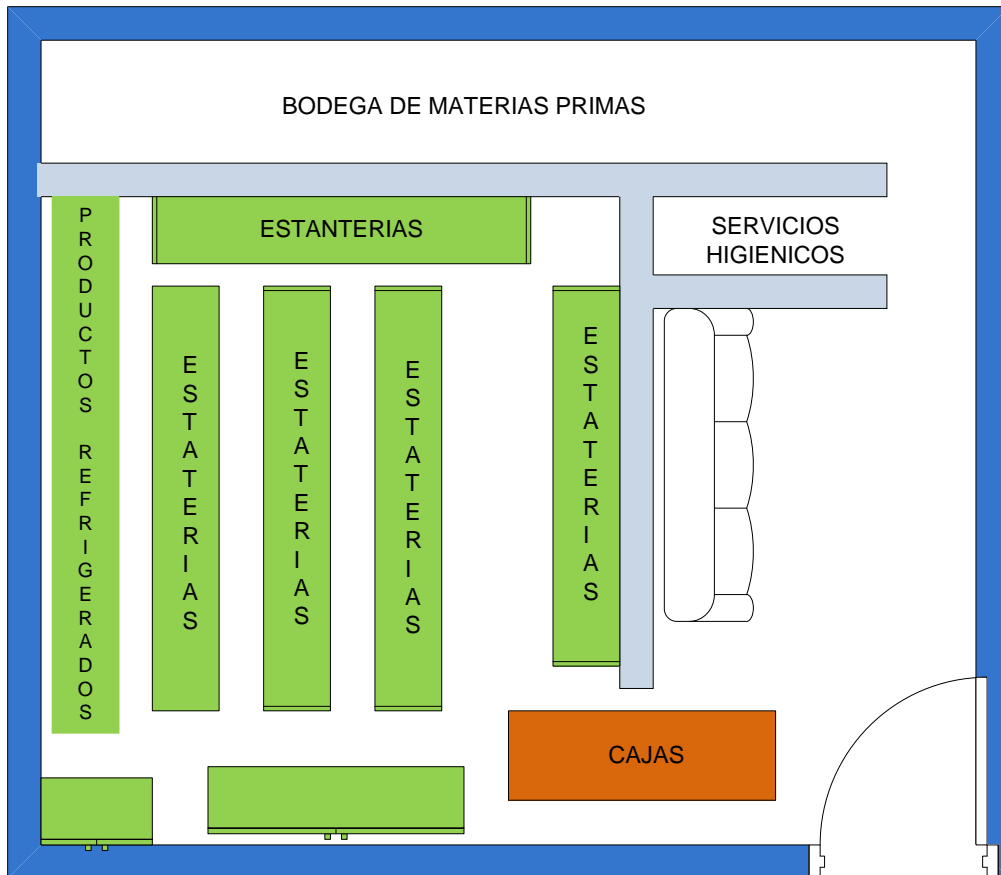 BODEGA DE MATERIAS PRIMAS
ESTANTERIAS
SERVICIOS
HIGIENICOS
PRODUCTOS REFRIGERADOS
ESTATERIAS
ESTATERIAS
ESTATERIAS
ESTATERIAS
CAJAS